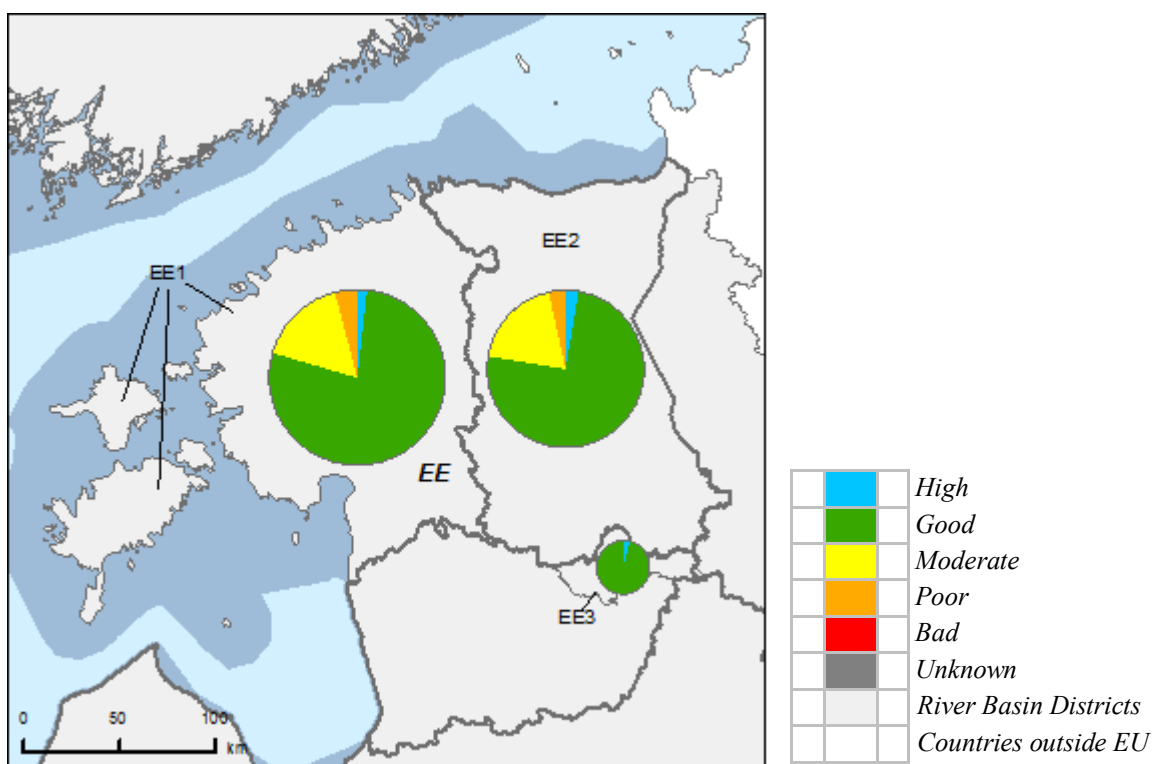 EE2
EE1
EE
EE3
0 50 100
km
High
Good
Moderate
Poor
Bad
Unknown
River Basin Districts
Countries outside EU